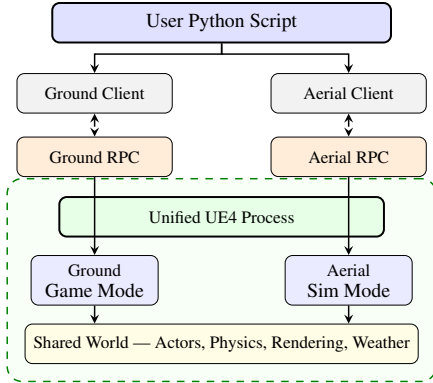 User Python Script
Ground Client
Aerial Client
Ground RPC
Aerial RPC
Unified UE4 Process
Ground
Game Mode
Aerial
Sim Mode
Shared World — Actors, Physics, Rendering, Weather